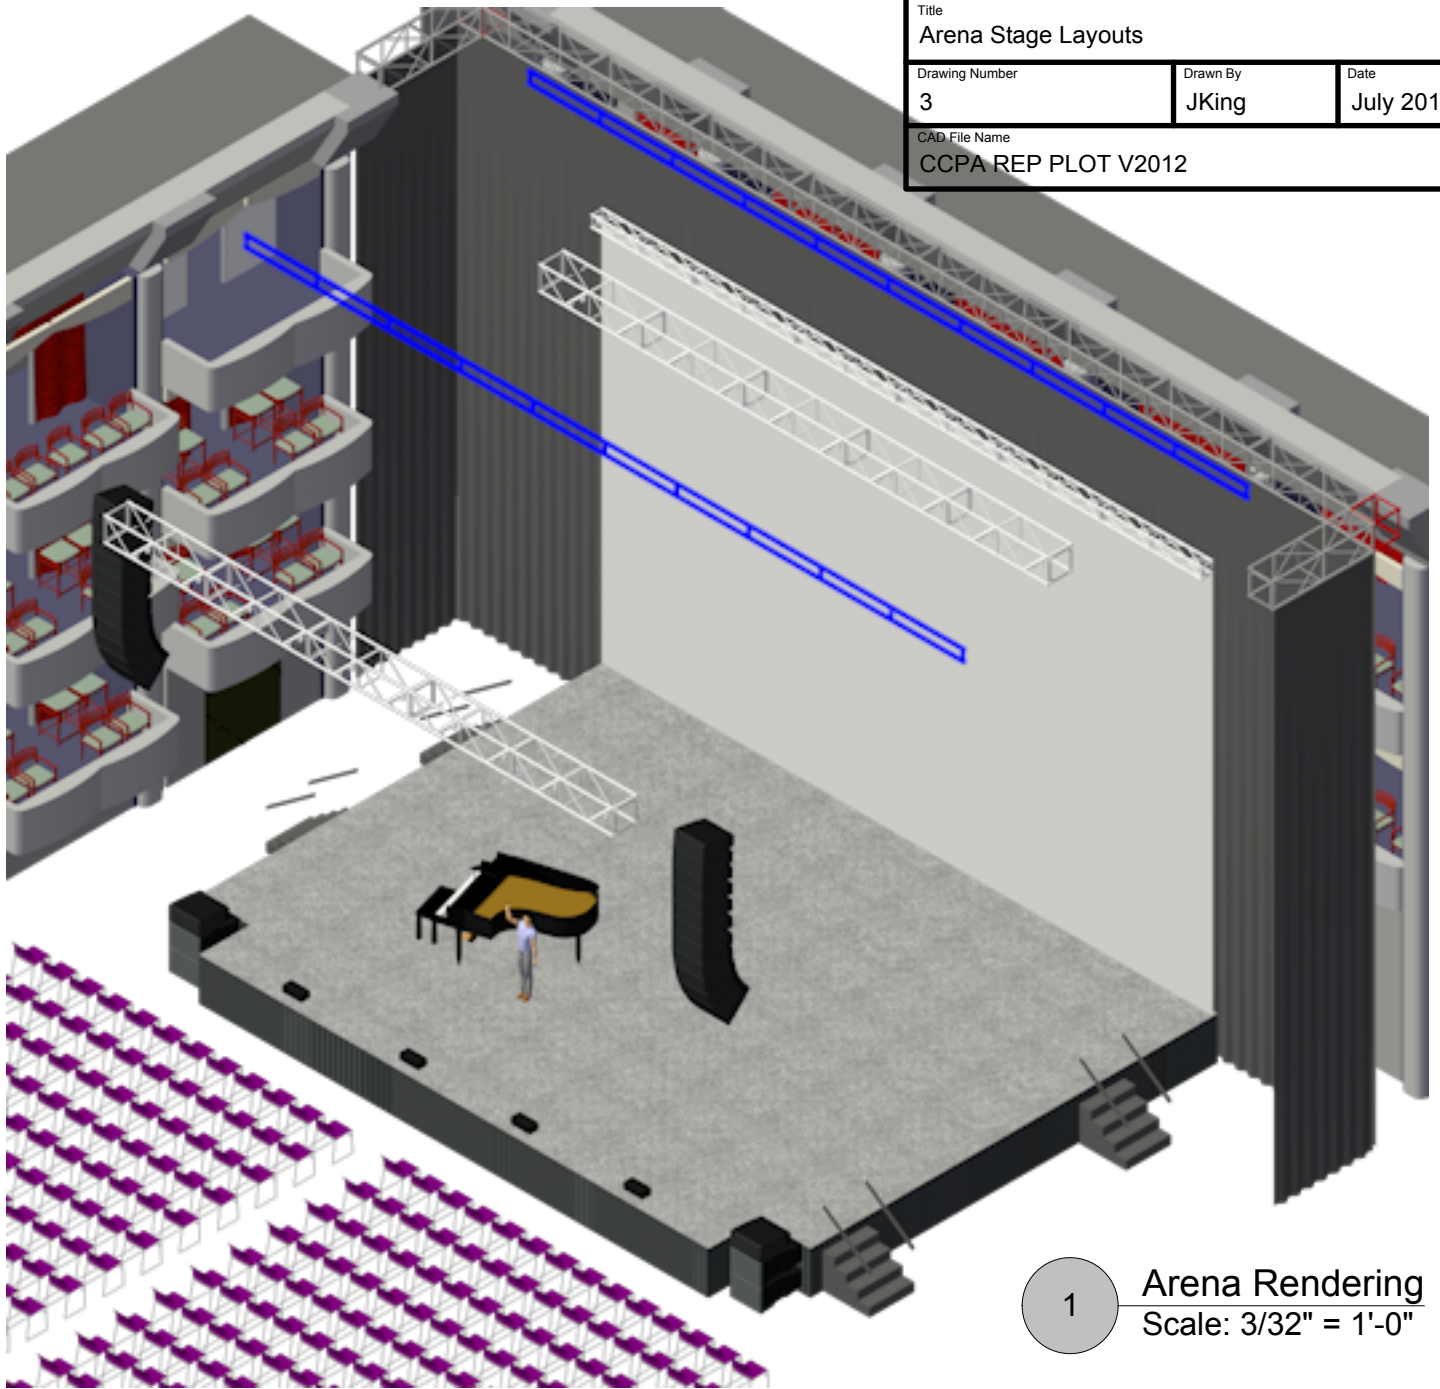 Title
Arena Stage Layouts
Drawing Number
3
Drawn By
JKing
Date
July 201
CAD File Name
CCPA REP PLOT V2012
1
Arena Rendering
Scale: 3/32" = 1'-0"